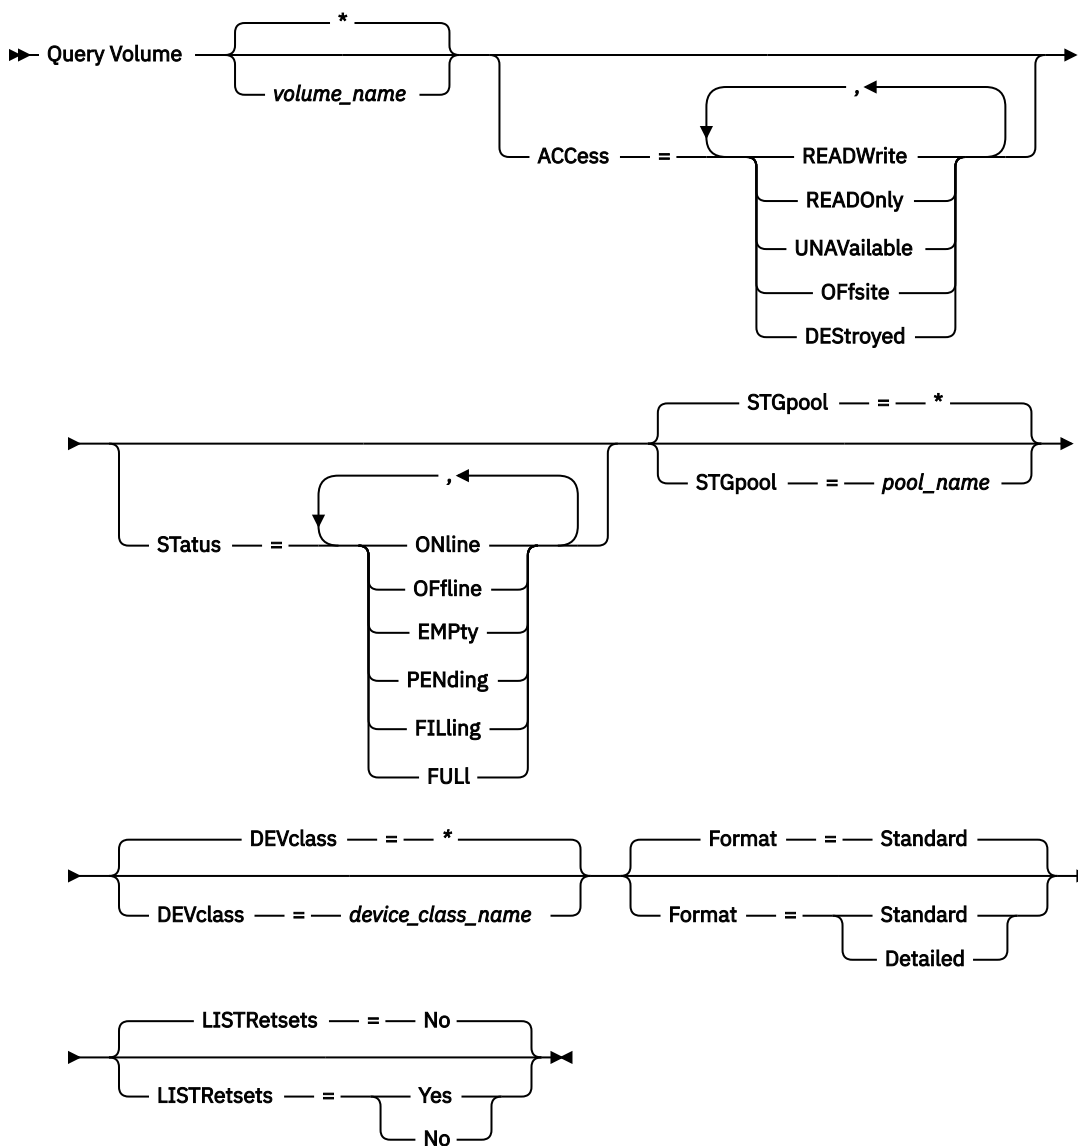 *
Query Volume
volume_name
,
ACCess = READWrite
READOnly
UNAVailable
OFfsite
DEStroyed
STGpool = *
STGpool = pool_name
,
STatus = ONline
OFfline
EMPty
PENding
FILling
FULl
DEVclass = * Format = Standard
DEVclass = device_class_name Format = Standard
Detailed
LISTRetsets = No
LISTRetsets = Yes
No